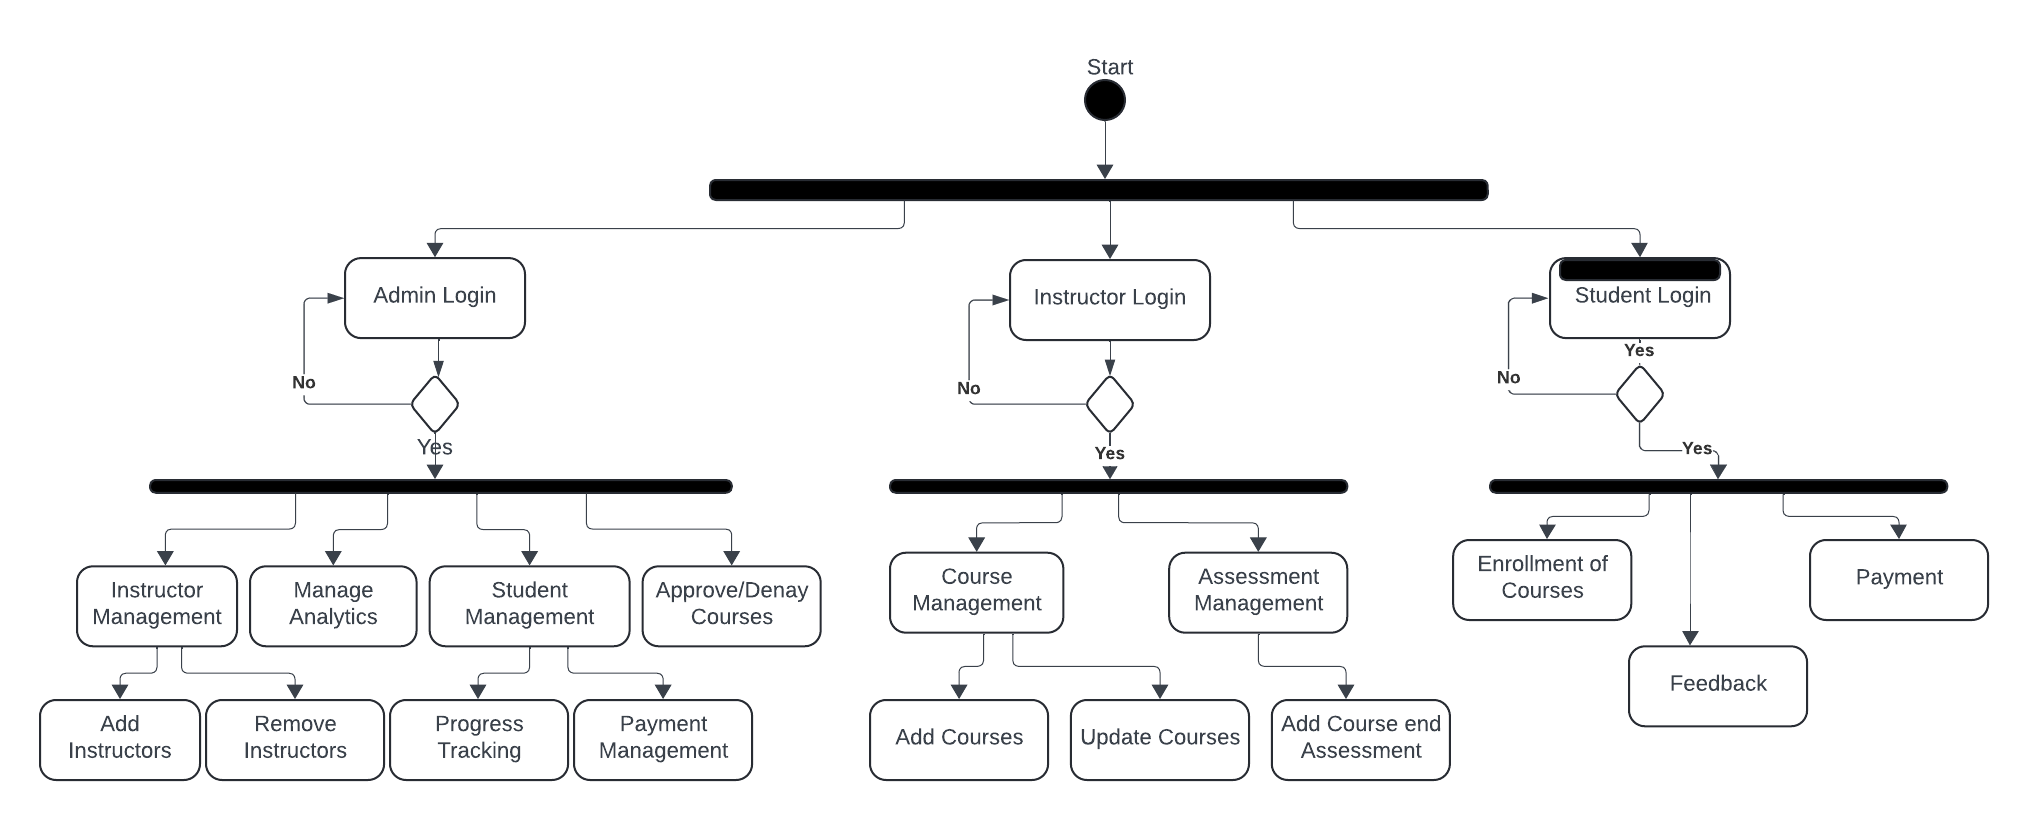 Start
Admin Login
Instructor Login
Student Login
Yes
No
No
No
Yes
Yes
Yes
Instructor
Management
Manage
Analytics
Student
Management
Approve/Denay
Courses
Course
Management
Assessment
Management
Enrollment of
Courses
Payment
Feedback
Add
Instructors
Remove
Instructors
Progress
Tracking
Payment
Management
Add Courses
Update Courses
Add Course end
Assessment